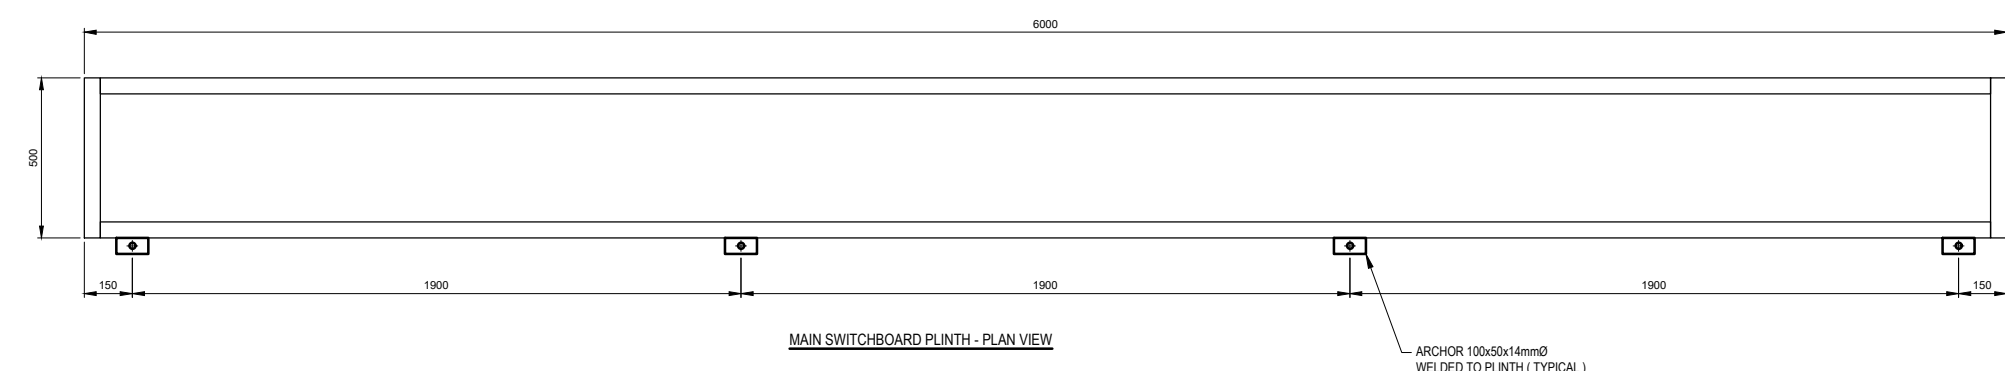 6000
500
150
1900
1900
1900
150
MAIN SWITCHBOARD PLINTH - PLAN VIEW
ARCHOR 100x50x14mmØ
WELDED TO PLINTH ( TYPICAL )